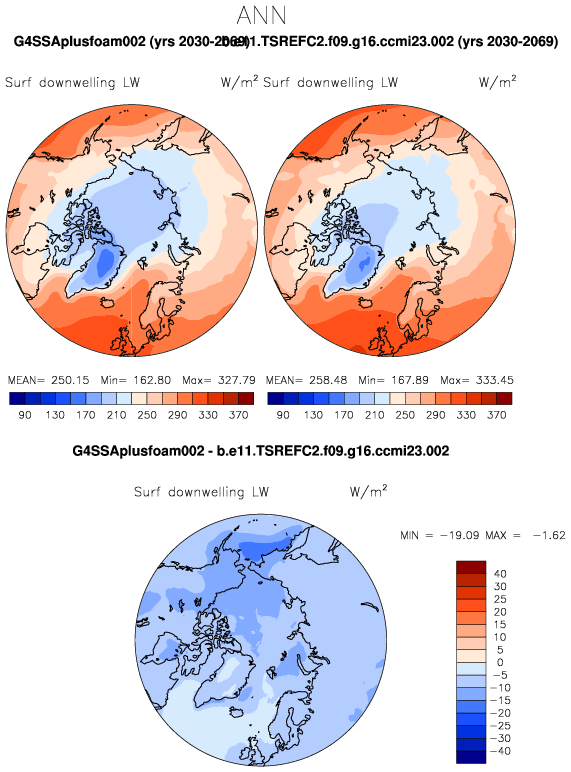 ANN
G4SSAplusfoam002 (yrs 2030-2069) b.e11.TSREFC2.f09.g16.ccmi23.002 (yrs 2030-2069)
Surf downwelling LW W/m² Surf downwelling LW W/m²
MEAN= 250.15 Min= 162.80 Max= 327.79 MEAN= 258.48 Min= 167.89 Max= 333.45
90 130 170 210 250 290 330 370 90 130 170 210 250 290 330 370
G4SSAplusfoam002 - b.e11.TSREFC2.f09.g16.ccmi23.002
Surf downwelling LW W/m²
MIN = −19.09 MAX = −1.62
40
30
25
20
15
10
5
0
−5
−10
−15
−20
−25
−30
−40